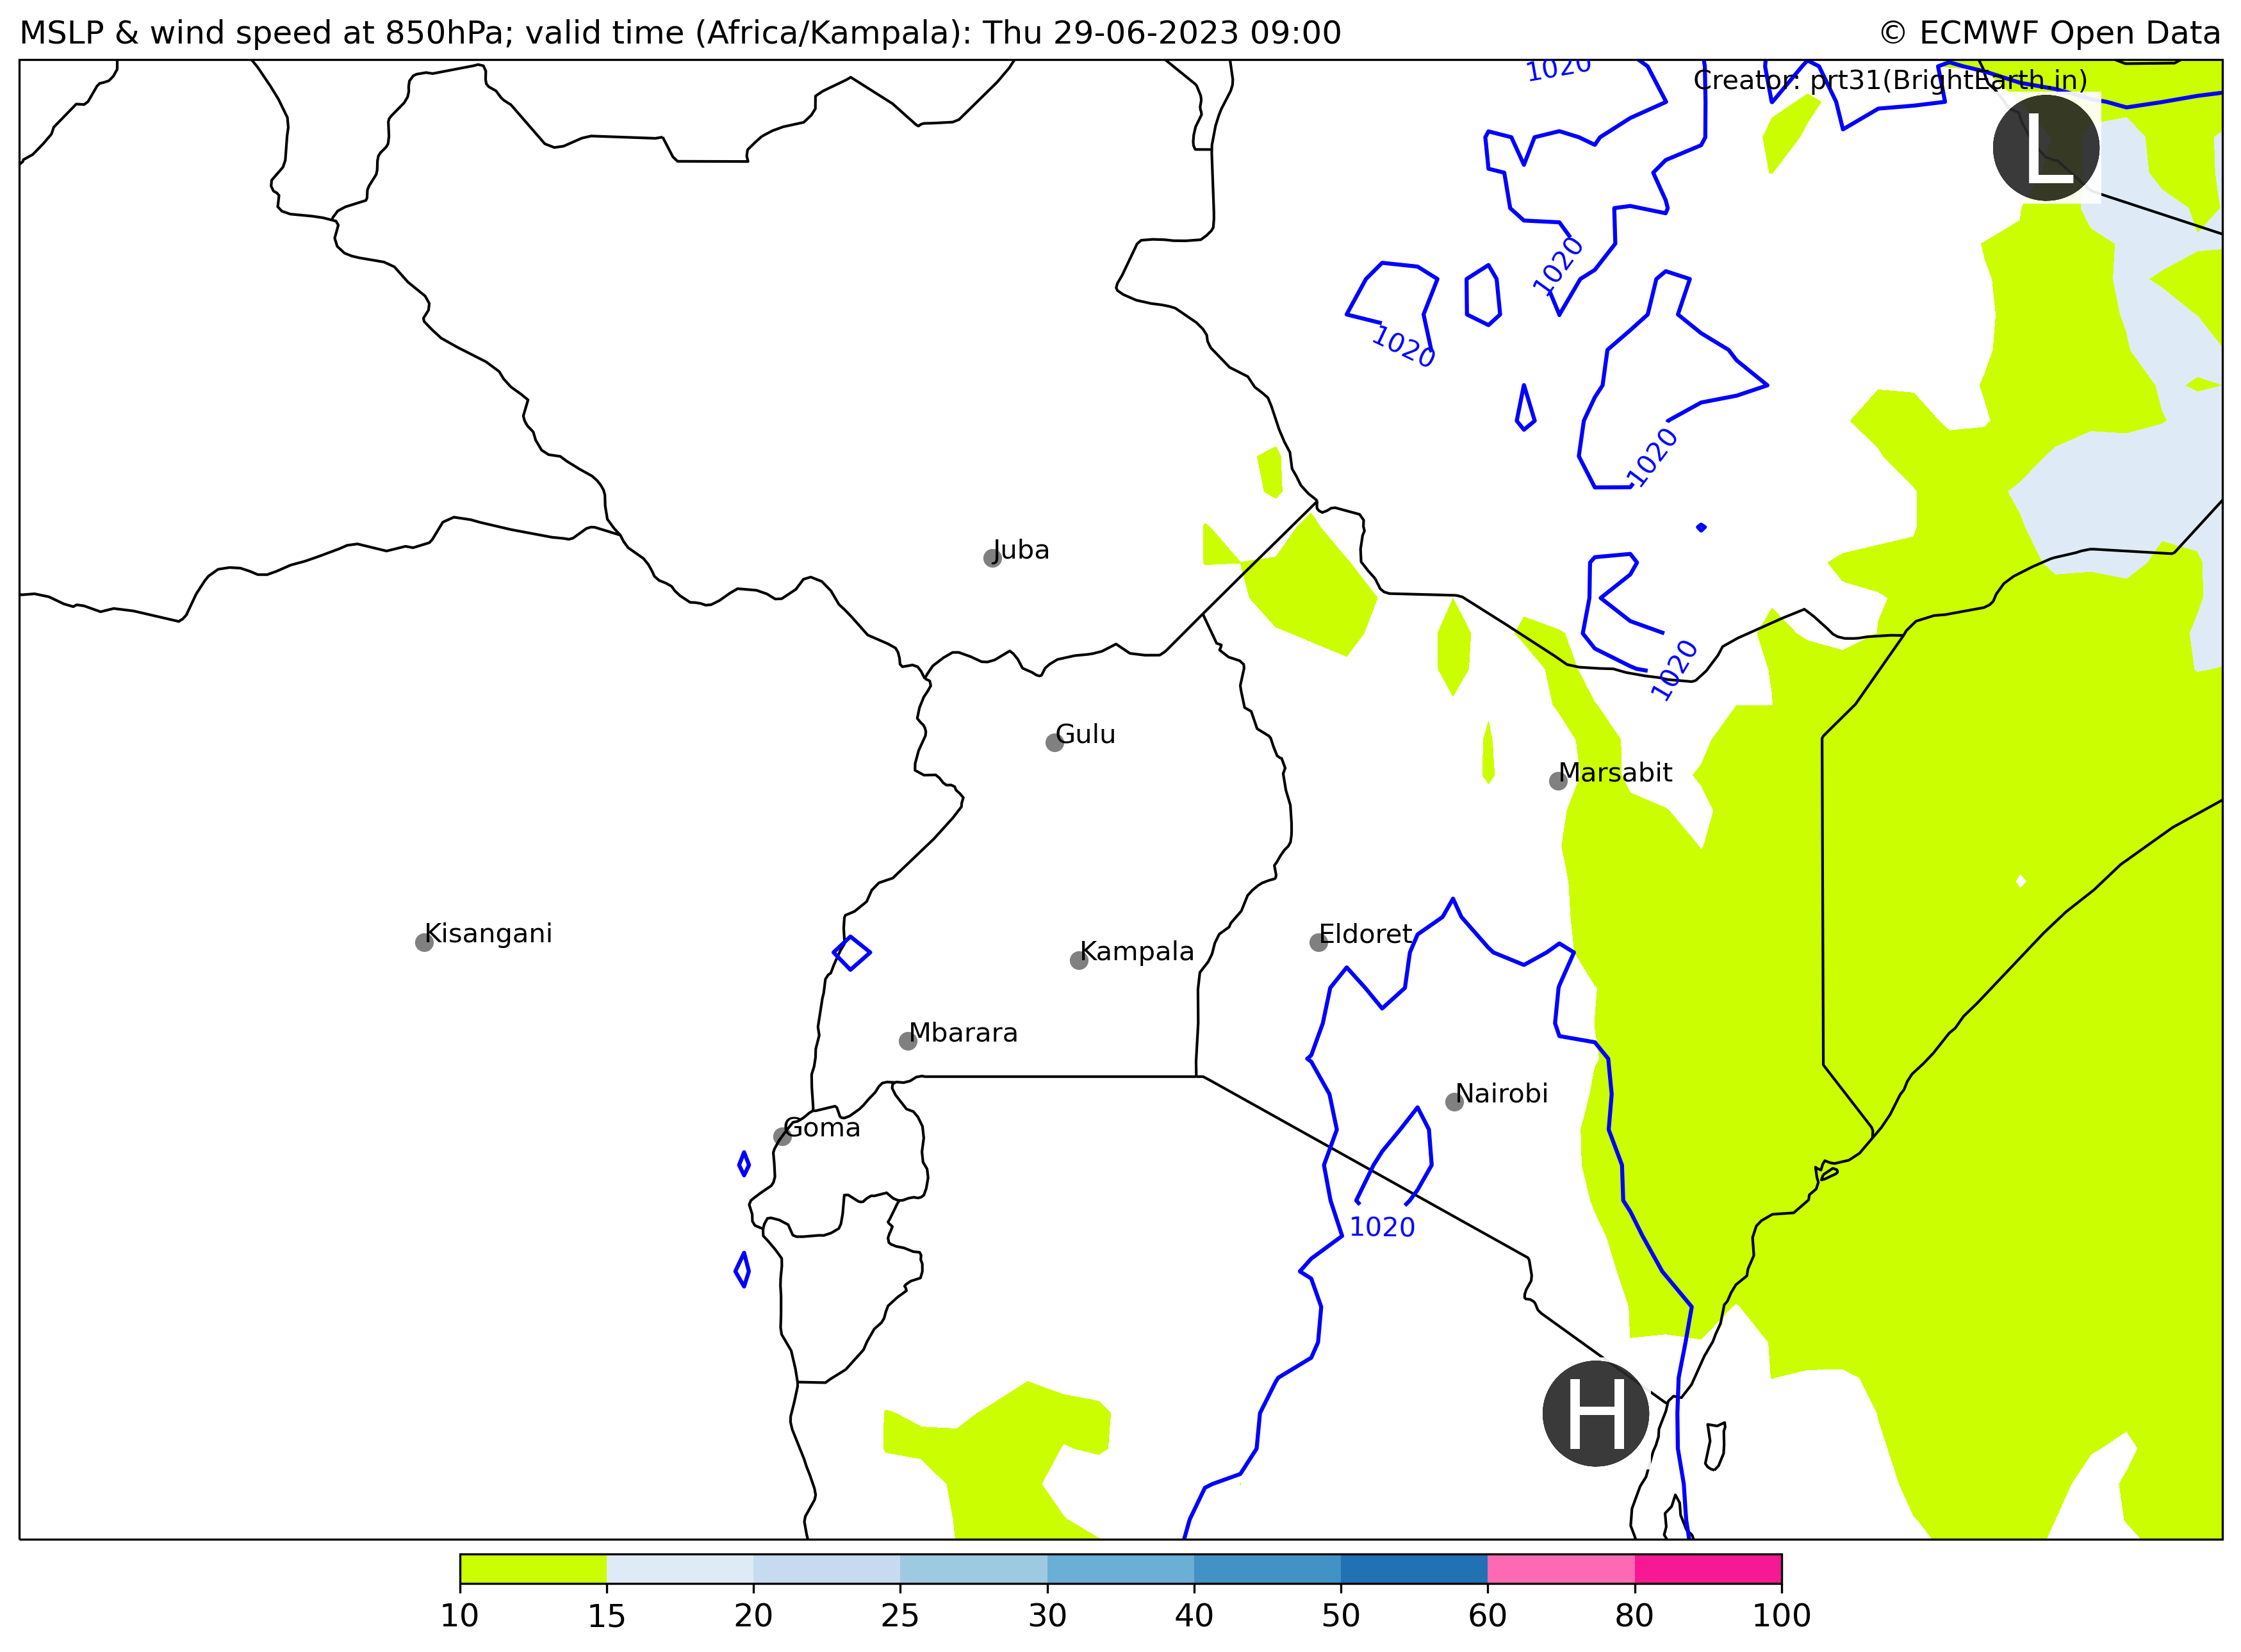 MSLP & wind speed at 850hPa; valid time (Africa/Kampala): Thu 29-06-2023 09:00
© ECMWF Open Data
1020
Creator: prt31(BrightEarth.in)
L
1020
1020
1020
Juba
1020
Gulu
Marsabit
Kisangani
Eldoret
Kampala
Mbarara
Nairobi
Goma
1020
H
10 15 20 25 30 40 50 60 80 100